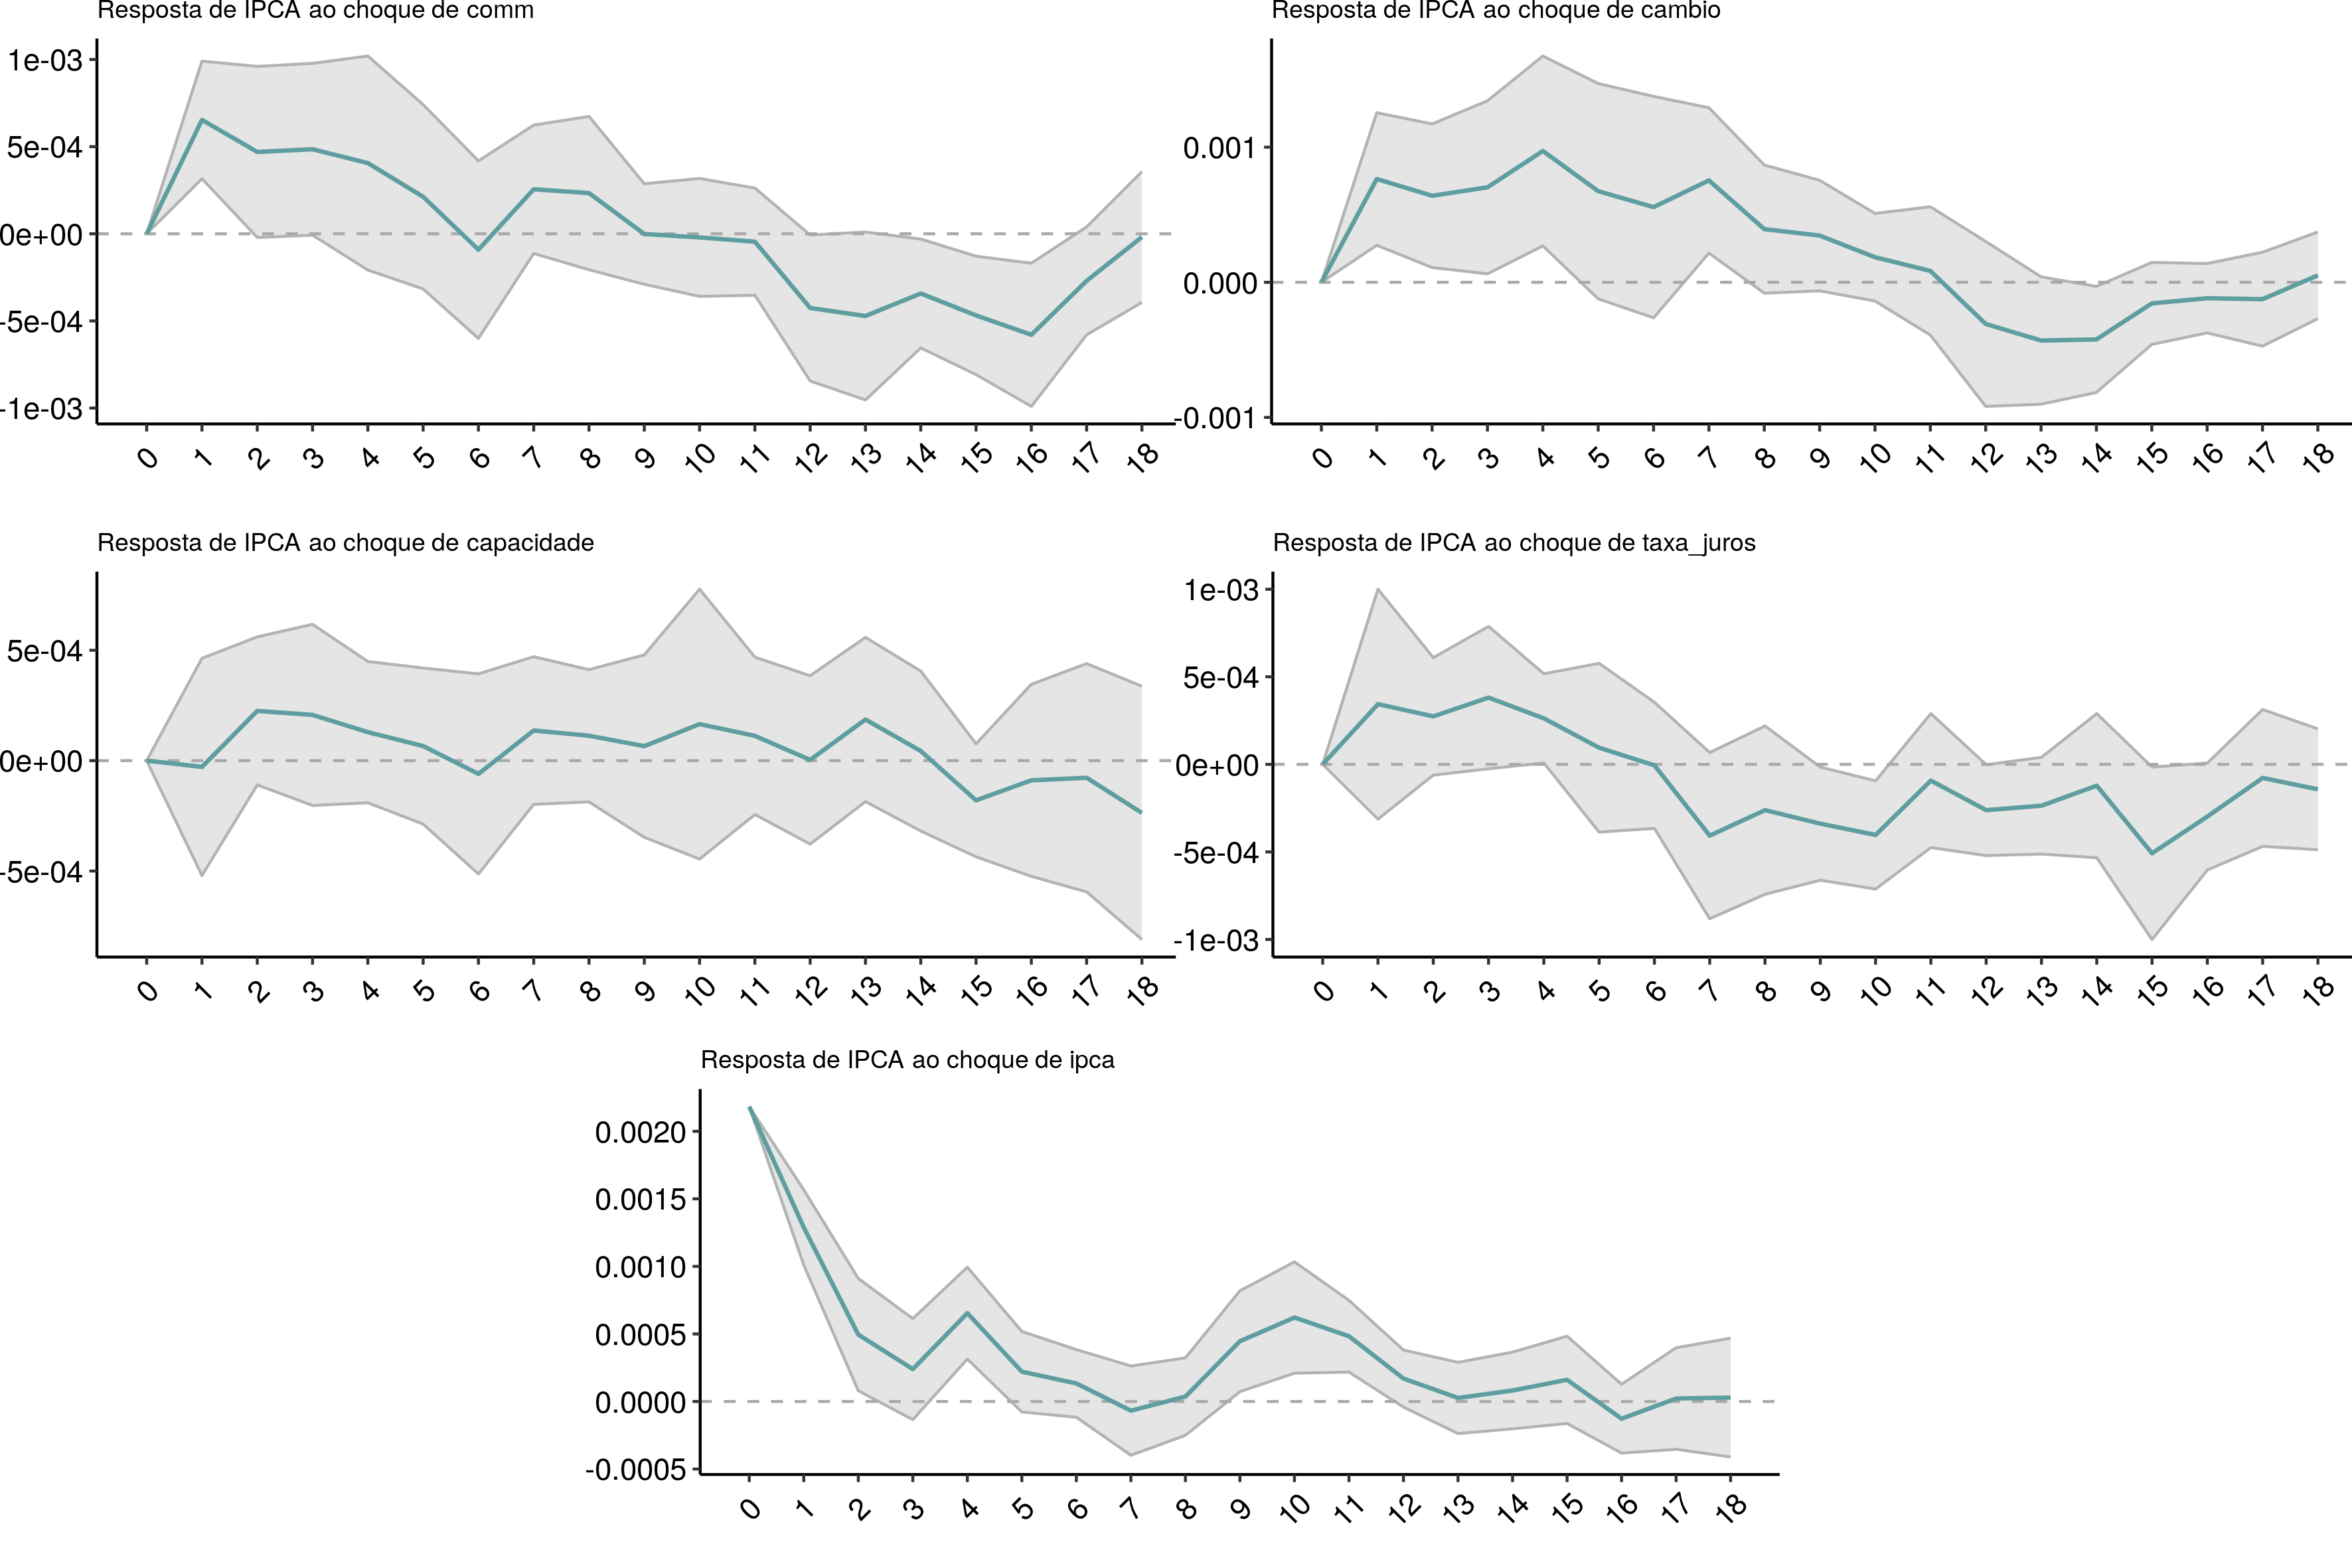 Resposta de IPCA ao choque de comm
1e-03
5e-04
0e+00
-5e-04
-1e-03
0 1 2 3 4 5 6 7 8 9 10 11 12 13 14 15 16 17 18
Resposta de IPCA ao choque de cambio
0.001
0.000
-0.001
0 1 2 3 4 5 6 7 8 9 10 11 12 13 14 15 16 17 18
Resposta de IPCA ao choque de capacidade
5e-04
0e+00
-5e-04
0 1 2 3 4 5 6 7 8 9 10 11 12 13 14 15 16 17 18
Resposta de IPCA ao choque de taxa_juros
1e-03
5e-04
0e+00
-5e-04
-1e-03
0 1 2 3 4 5 6 7 8 9 10 11 12 13 14 15 16 17 18
Resposta de IPCA ao choque de ipca
0.0020
0.0015
0.0010
0.0005
0.0000
-0.0005
0 1 2 3 4 5 6 7 8 9 10 11 12 13 14 15 16 17 18